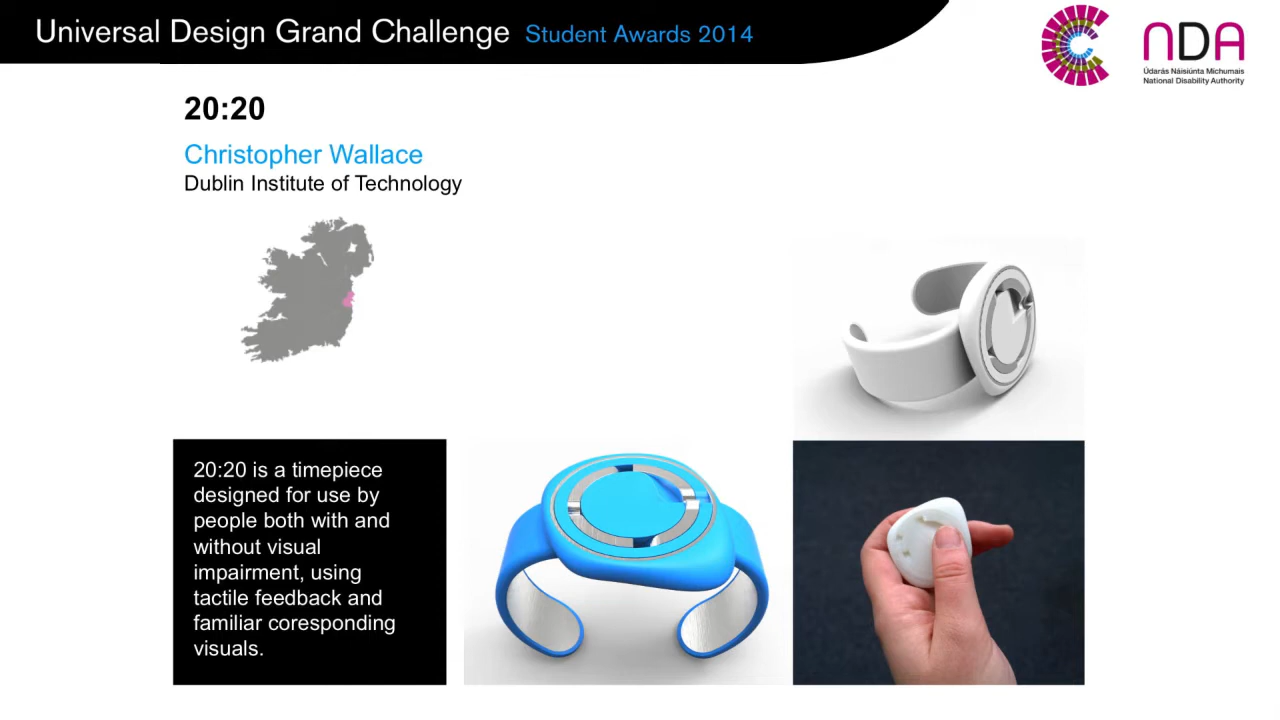 Universal Design Grand Challenge Student Awards 2014
NDA
Údarás Náisiúnta Míchumais
National Disability Authority
20:20
Christopher Wallace
Dublin Institute of Technology
20:20 is a timepiece
designed for use by
people both with and
without visual
impairment, using
tactile feedback and
familiar coresponding
visuals.